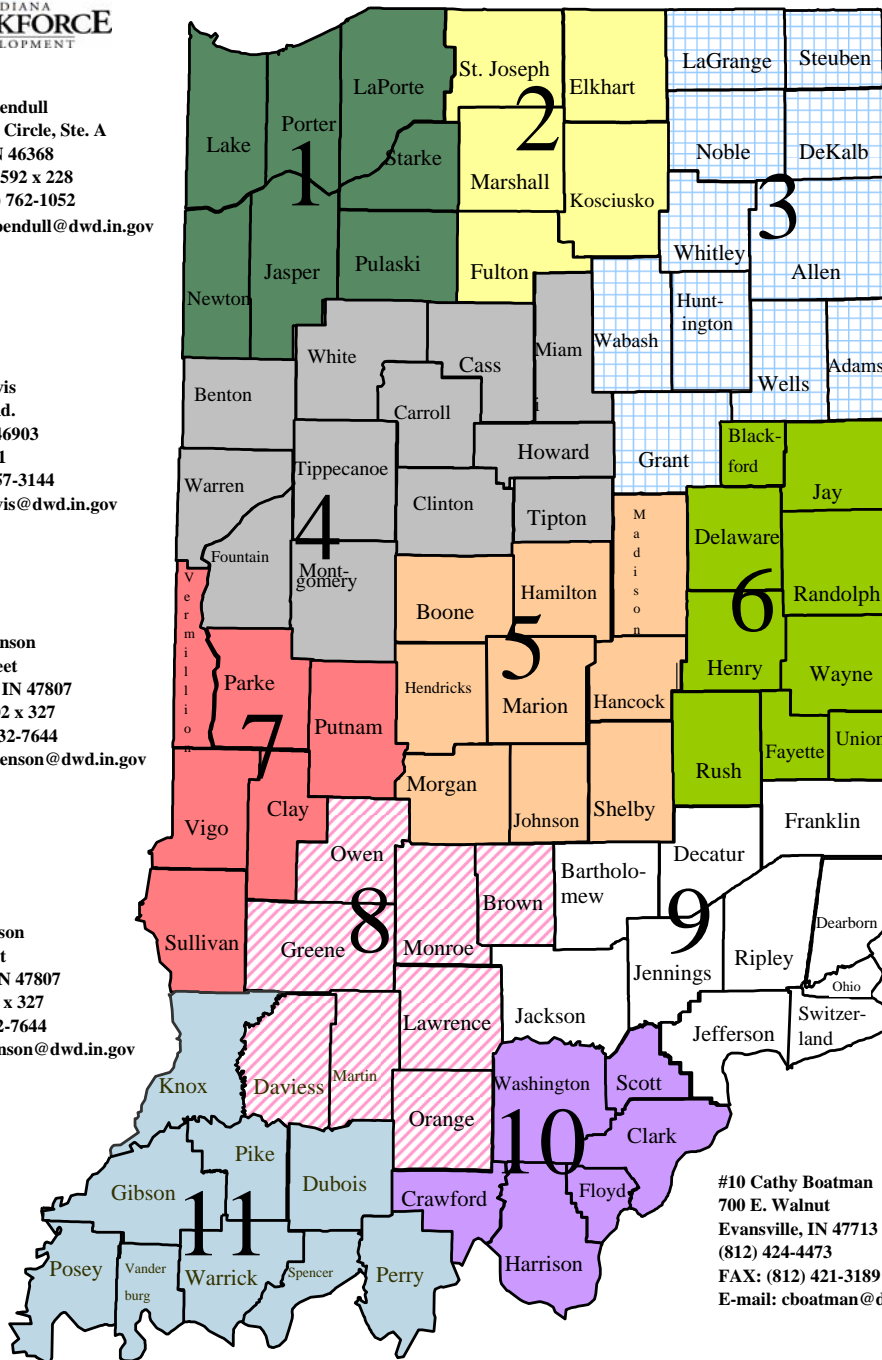 DIANA
KFORCE
LOPMENT
endull
Circle, Ste. A
N 46368
592 x 228
) 762-1052
pendull@dwd.in.gov
vis
d.
46903
1
57-3144
vis@dwd.in.gov
nson
eet
IN 47807
02 x 327
32-7644
enson@dwd.in.gov
son
t
N 47807
x 327
2-7644
nson@dwd.in.gov
Lake
Porter
LaPorte
Starke
1
Newton
Jasper
Pulaski
St. Joseph
Elkhart
2
Marshall
Kosciusko
Fulton
LaGrange
Steuben
Noble
DeKalb
3
Whitley
Allen
Wabash
Hunt-
ington
Wells
Adams
Grant
White
Cass
Miam
i
Benton
Carroll
Howard
Warren
Tippecanoe
Clinton
Tipton
4
Fountain
Mont-
gomery
Black-
ford
Jay
Delaware
Randolph
6
Henry
Wayne
Rush
Fayette
Union
Madison
Boone
Hamilton
5
Hendricks
Marion
Hancock
Morgan
Johnson
Shelby
Vermillion
Parke
Putnam
7
Vigo
Clay
Sullivan
Owen
Greene
8
Monroe
Brown
Lawrence
Daviess
Martin
Orange
Bartholo-
mew
Decatur
Franklin
9
Jennings
Ripley
Dearborn
Ohio
Jackson
Jefferson
Switzer-
land
Washington
Scott
10
Clark
Crawford
Floyd
Harrison
Knox
Pike
Gibson
Dubois
11
Posey
Vander
burg
Warrick
Spencer
Perry
#10 Cathy Boatman
700 E. Walnut
Evansville, IN 47713
(812) 424-4473
FAX: (812) 421-3189
E-mail: cboatman@d